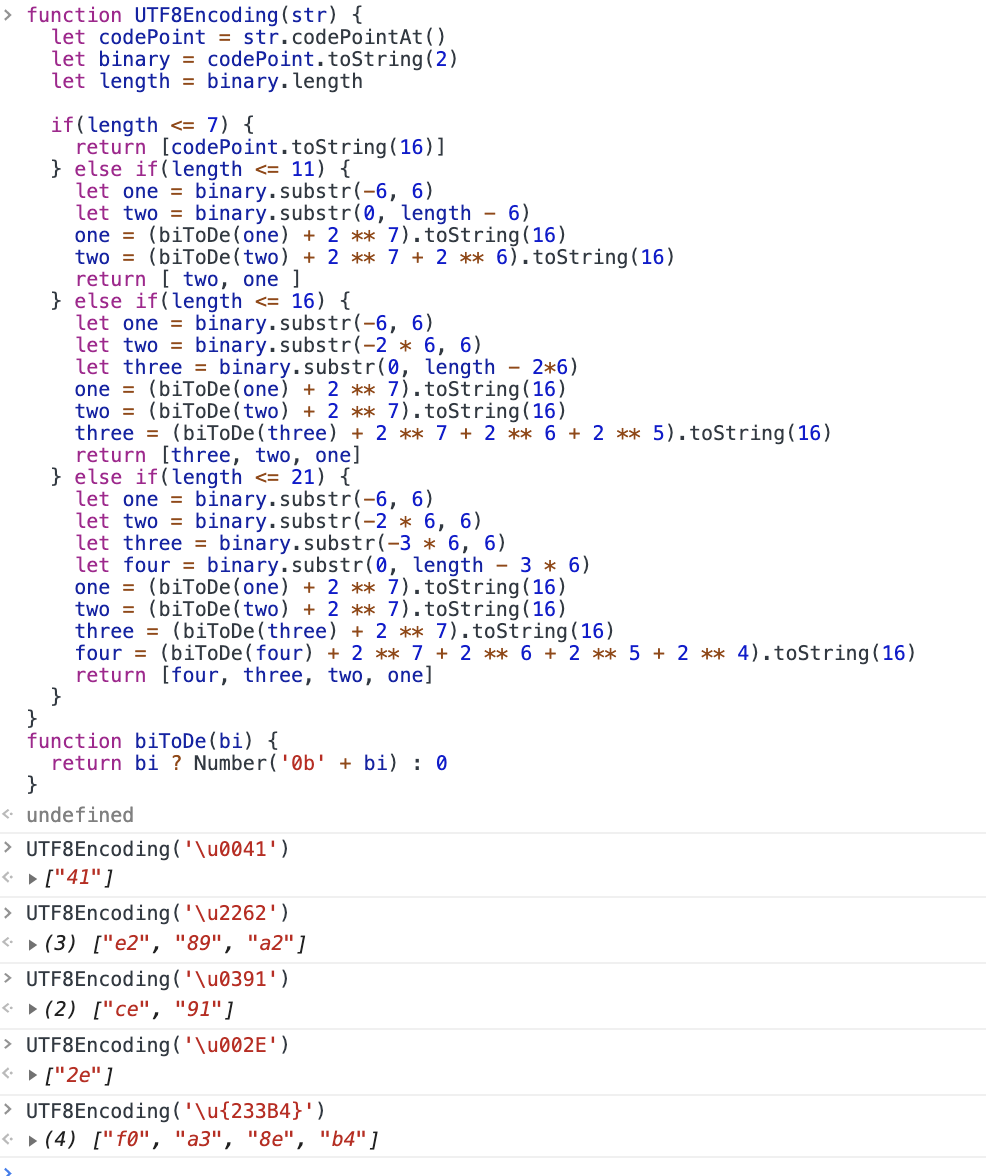 > function UTF8Encoding(str) {
  let codePoint = str.codePointAt()
  let binary = codePoint.toString(2)
  let length = binary.length

  if(length <= 7) {
    return [codePoint.toString(16)]
  } else if(length <= 11) {
    let one = binary.substr(-6, 6)
    let two = binary.substr(0, length - 6)
    one = (biToDe(one) + 2 ** 7).toString(16)
    two = (biToDe(two) + 2 ** 7 + 2 ** 6).toString(16)
    return [ two, one ]
  } else if(length <= 16) {
    let one = binary.substr(-6, 6)
    let two = binary.substr(-2 * 6, 6)
    let three = binary.substr(0, length - 2*6)
    one = (biToDe(one) + 2 ** 7).toString(16)
    two = (biToDe(two) + 2 ** 7).toString(16)
    three = (biToDe(three) + 2 ** 7 + 2 ** 6 + 2 ** 5).toString(16)
    return [three, two, one]
  } else if(length <= 21) {
    let one = binary.substr(-6, 6)
    let two = binary.substr(-2 * 6, 6)
    let three = binary.substr(-3 * 6, 6)
    let four = binary.substr(0, length - 3 * 6)
    one = (biToDe(one) + 2 ** 7).toString(16)
    two = (biToDe(two) + 2 ** 7).toString(16)
    three = (biToDe(three) + 2 ** 7).toString(16)
    four = (biToDe(four) + 2 ** 7 + 2 ** 6 + 2 ** 5 + 2 ** 4).toString(16)
    return [four, three, two, one]
  }
}
function biToDe(bi) {
  return bi ? Number('0b' + bi) : 0
}
undefined
> UTF8Encoding('\u0041')
▶ ["41"]
> UTF8Encoding('\u2262')
▶ (3) ["e2", "89", "a2"]
> UTF8Encoding('\u0391')
▶ (2) ["ce", "91"]
> UTF8Encoding('\u002E')
▶ ["2e"]
> UTF8Encoding('\u{233B4}')
▶ (4) ["f0", "a3", "8e", "b4"]
>